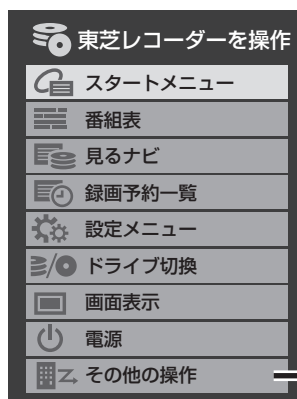 東芝レコーダーを操作
スタートメニュー
番組表
見るナビ
録画予約一覧
設定メニュー
ドライブ切換
画面表示
電源
その他の操作